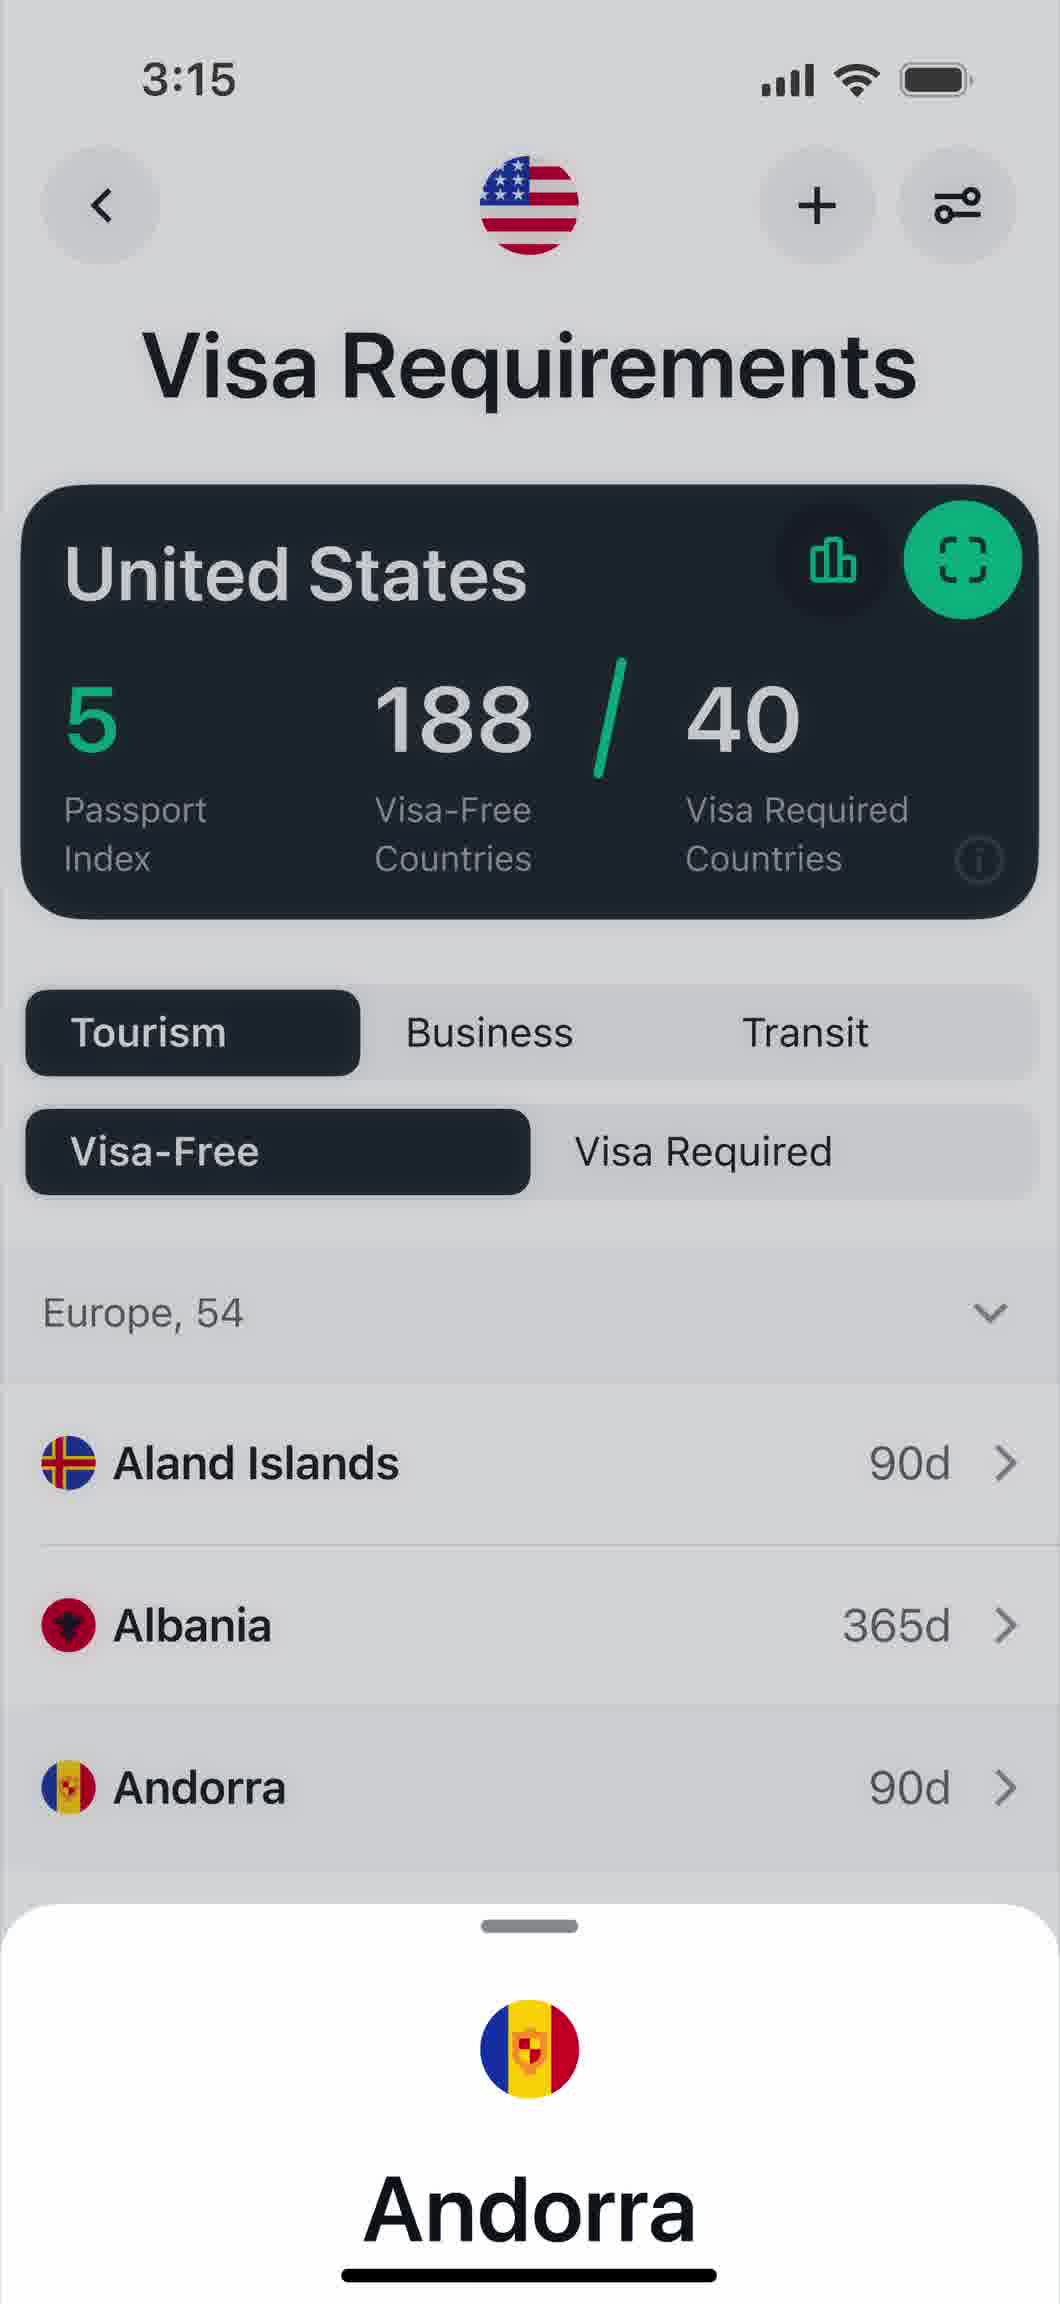 3:15
Visa Requirements
United States
5
188
40
Passport
Index
Visa-Free
Countries
Visa Required
Countries
Tourism
Business
Transit
Visa-Free
Visa Required
Europe, 54
Aland Islands
90d
Albania
365d
Andorra
90d
Andorra